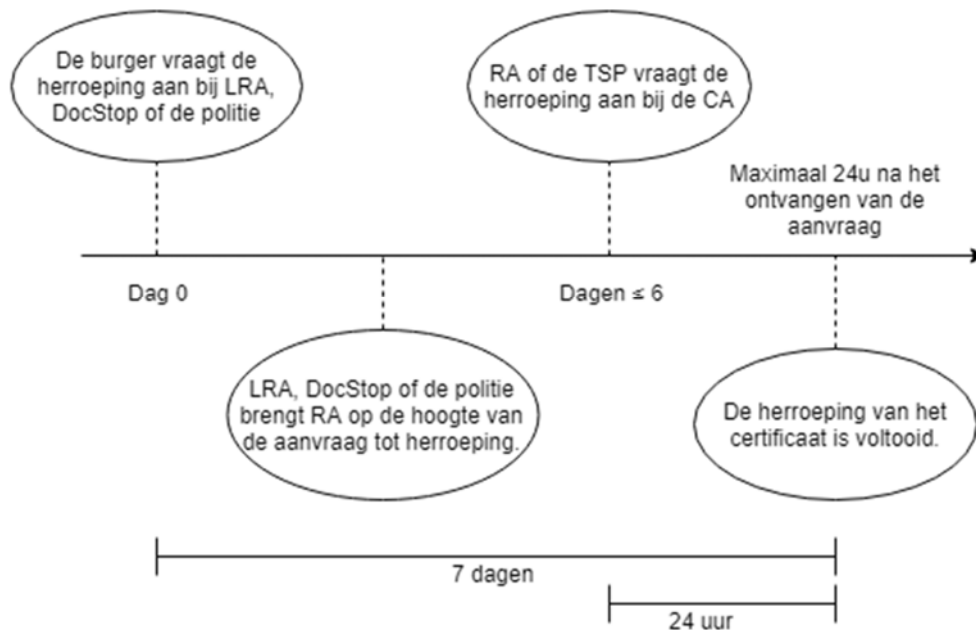 De burger vraagt de
herroeping aan bij LRA,
DocStop of de politie
RA of de TSP vraagt de
herroeping aan bij de CA
Maximaal 24u na het
ontvangen van de
aanvraag
Dag 0
Dagen ≤ 6
LRA, DocStop of de politie
brengt RA op de hoogte van
de aanvraag tot herroeping.
De herroeping van het
certificaat is voltooid.
7 dagen
24 uur